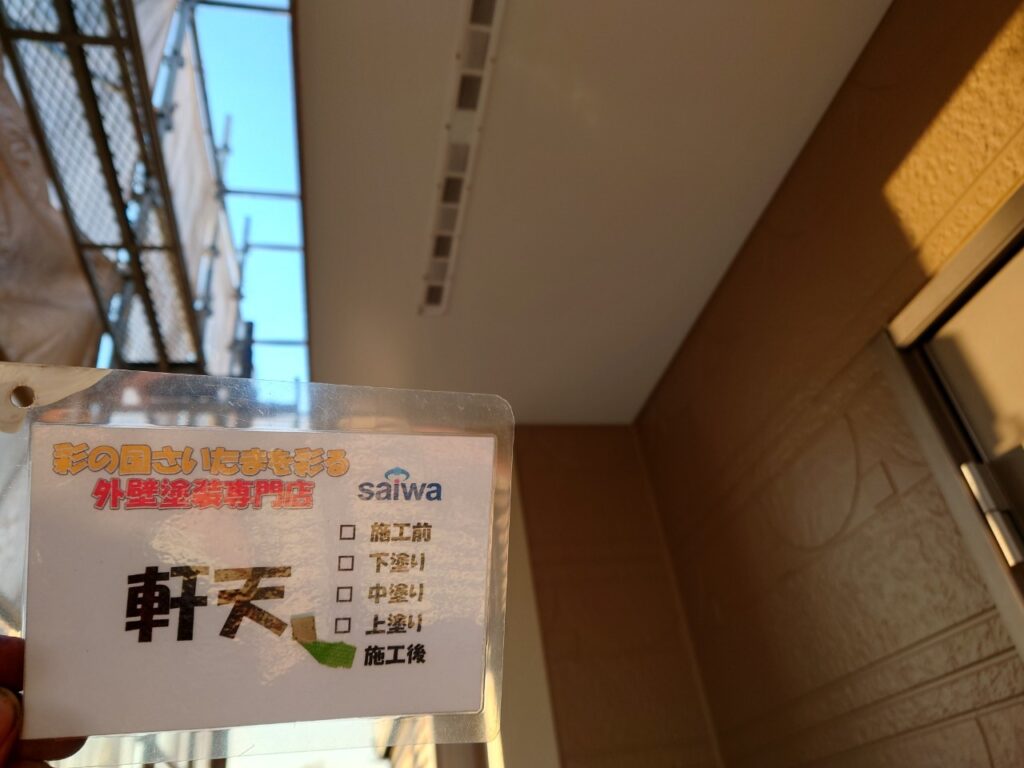 彩の国さいたまを彩る
外壁塗装専門店
saiwa
□ 施工前
□ 下塗り
□ 中塗り
□ 上塗り
施工後
軒天